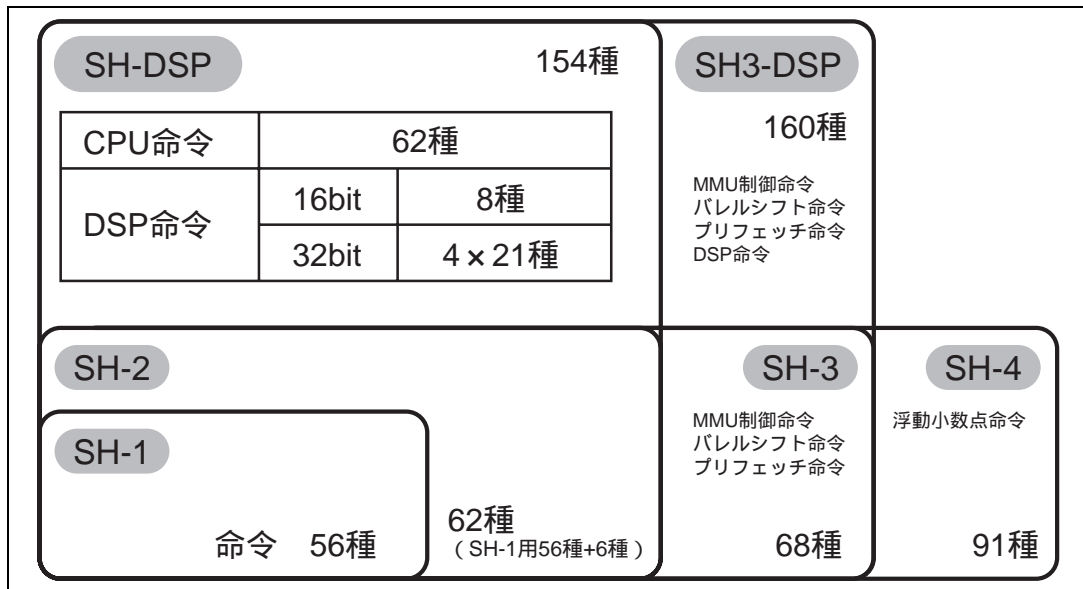 SH-DSP 154種
CPU命令 62種
DSP命令 16bit 8種
32bit 4×21種
SH3-DSP
160種
MMU制御命令
バレルシフト命令
プリフェッチ命令
DSP命令
SH-2
SH-1
命令 56種
62種
(SH-1用56種+6種)
SH-3
MMU制御命令
バレルシフト命令
プリフェッチ命令
68種
SH-4
浮動小数点命令
91種